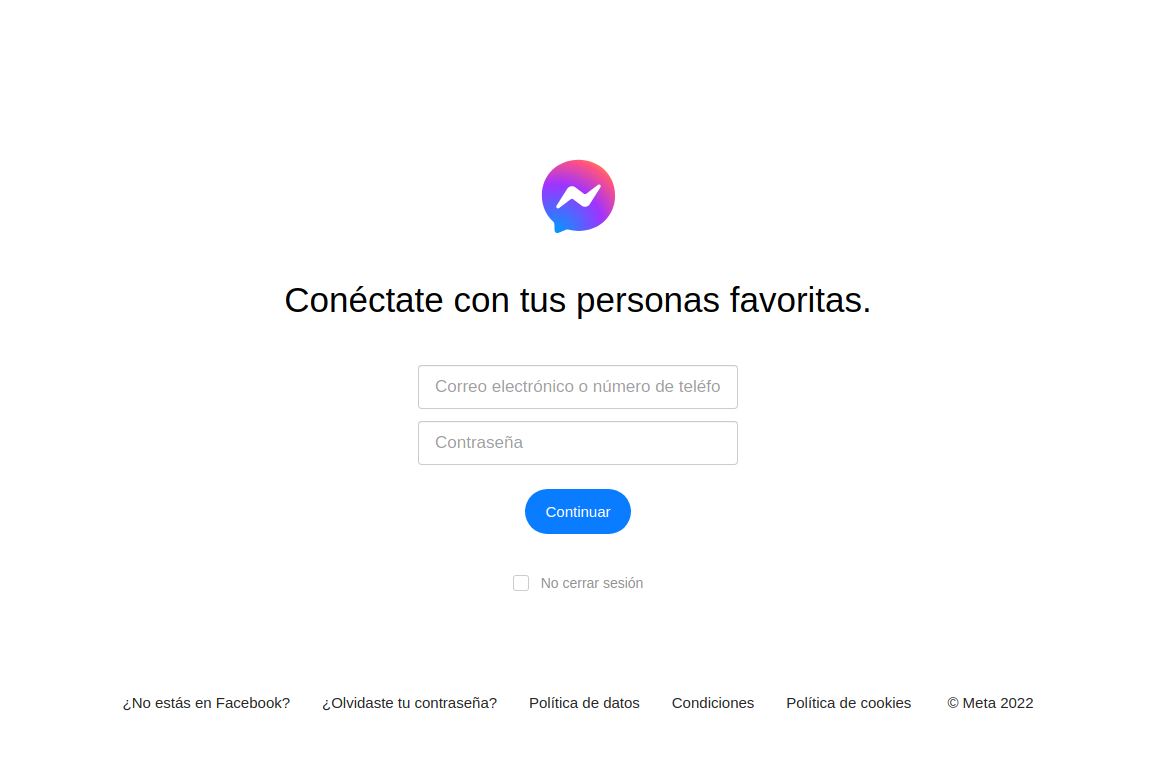 Conéctate con tus personas favoritas.
Correo electrónico o número de teléfo
Contraseña
Continuar
No cerrar sesión
¿No estás en Facebook? ¿Olvidaste tu contraseña? Política de datos Condiciones Política de cookies © Meta 2022